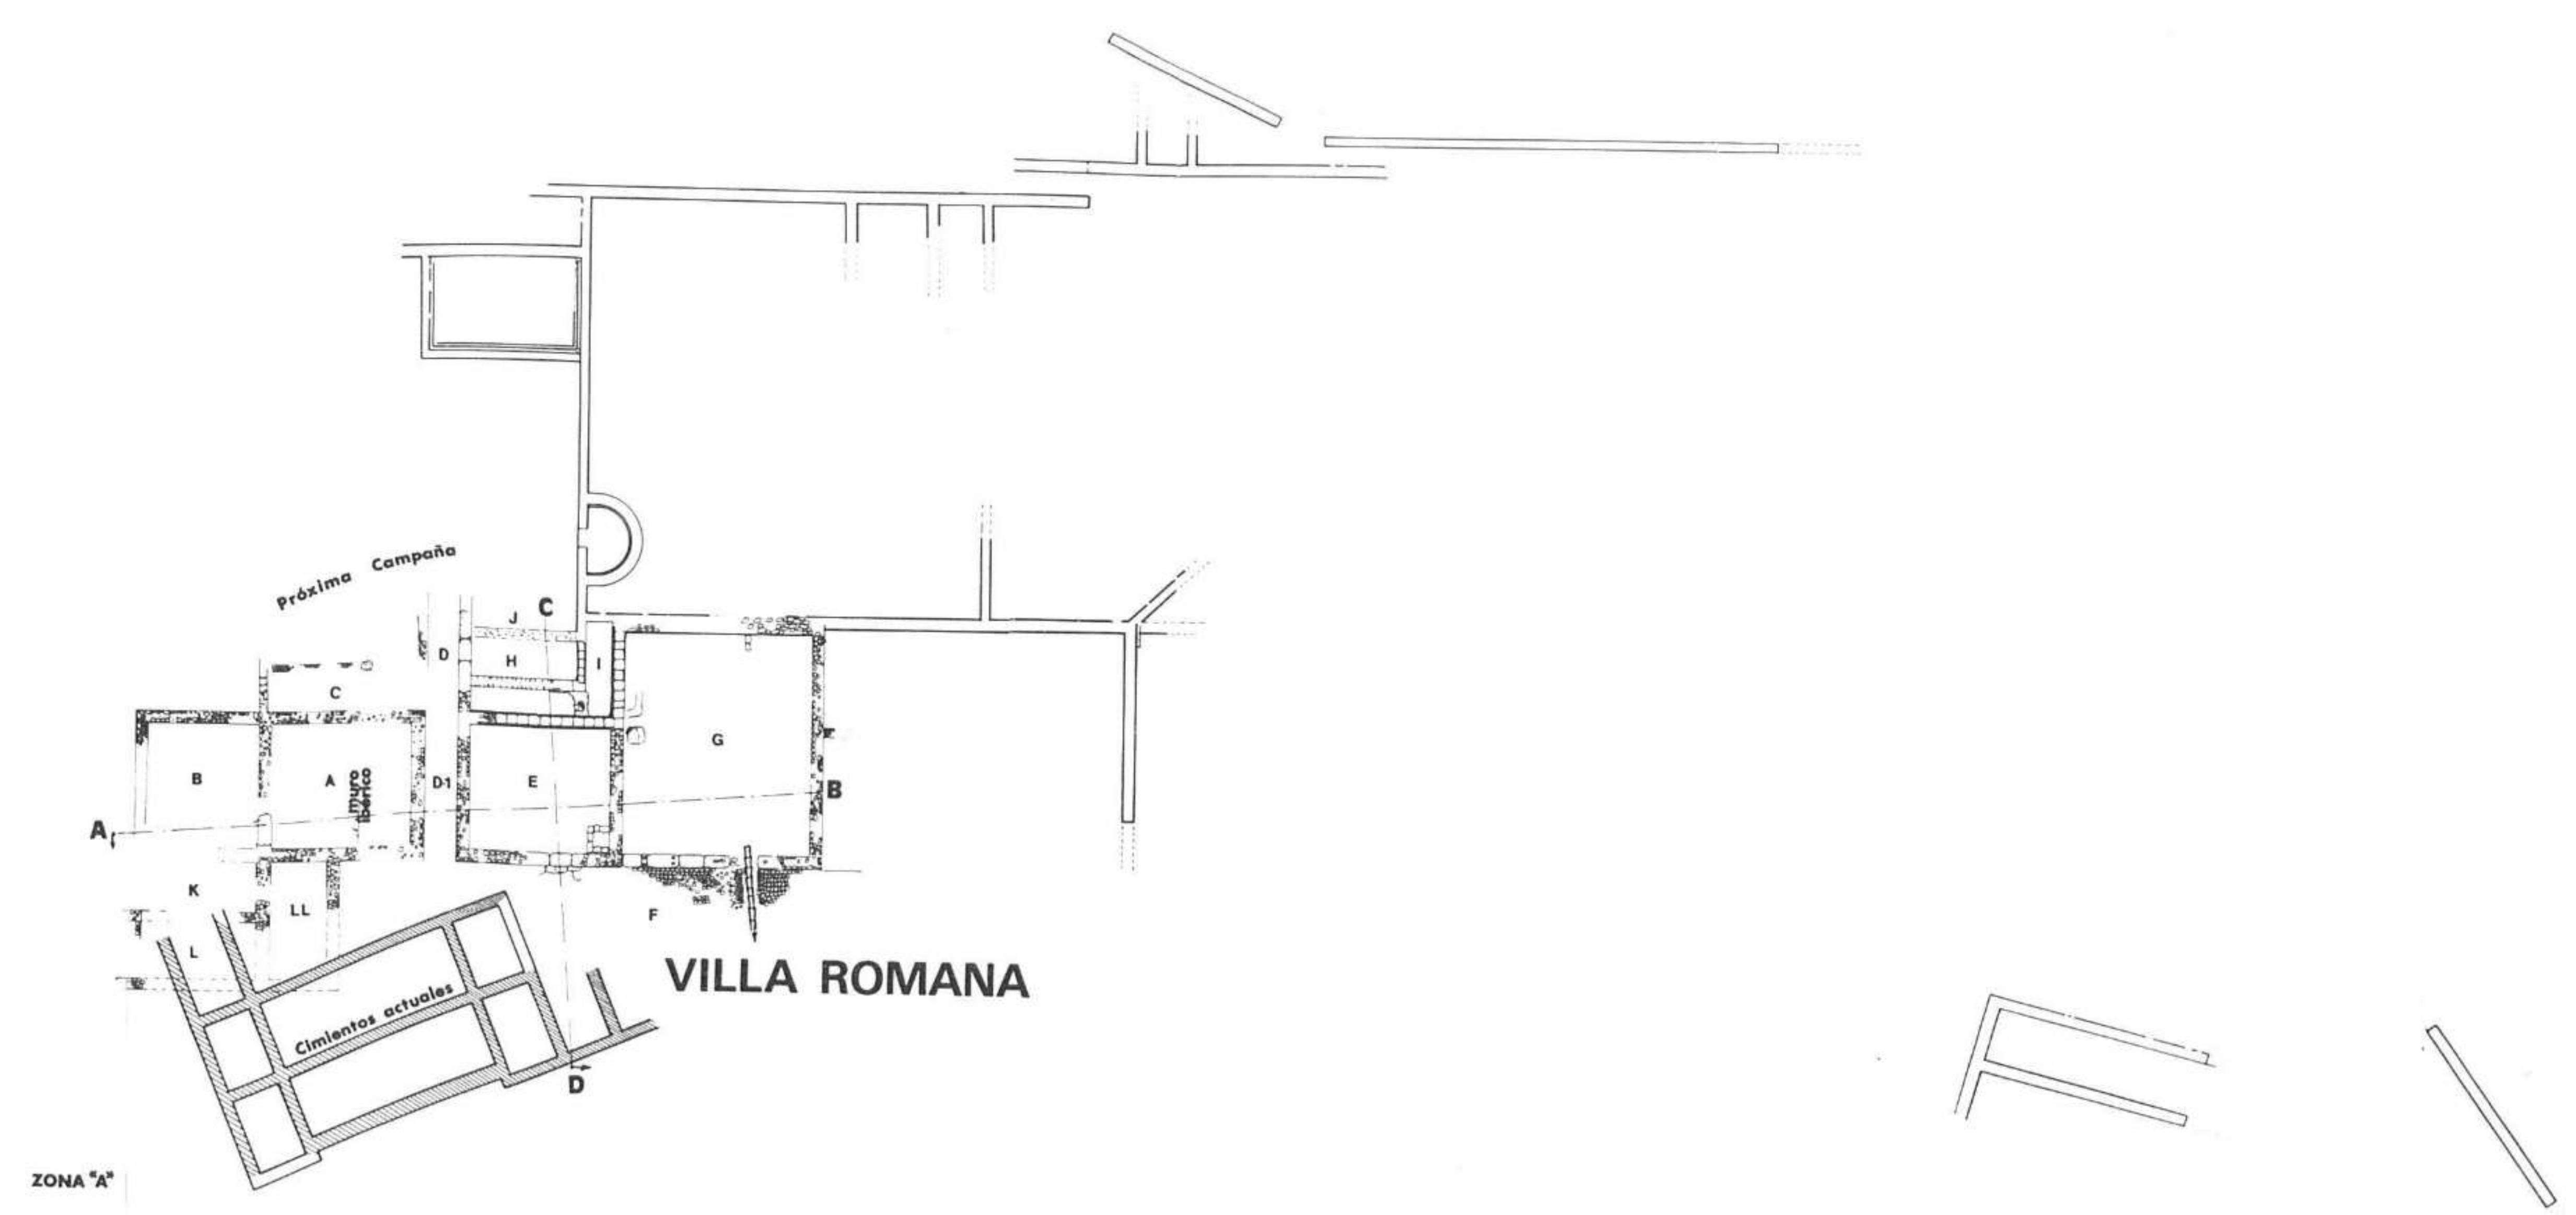 Próxima Campaña
J
C
D
H
I
C
G
B
A
muro
ibérico
D-1
E
B
A
K
LL
F
L
VILLA ROMANA
Cimientos actuales
D
ZONA "A"